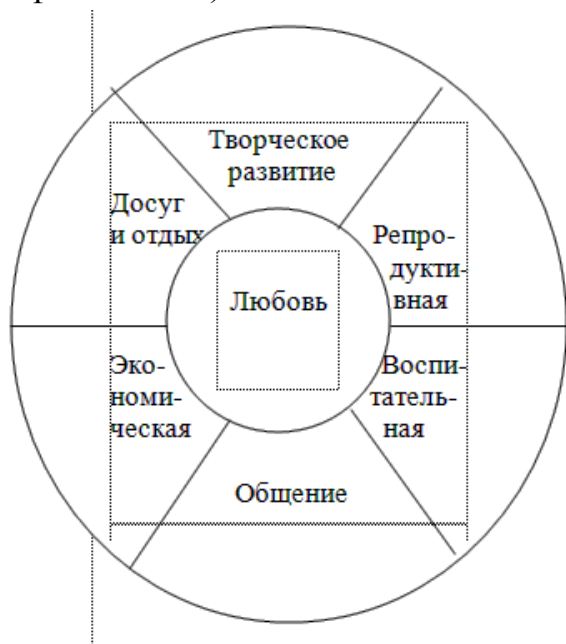 Творческое
развитие
Досуг
и отдых
Репро-
дукти-
вная
Любовь
Эко-
номи-
ческая
Воспи-
татель-
ная
Общение